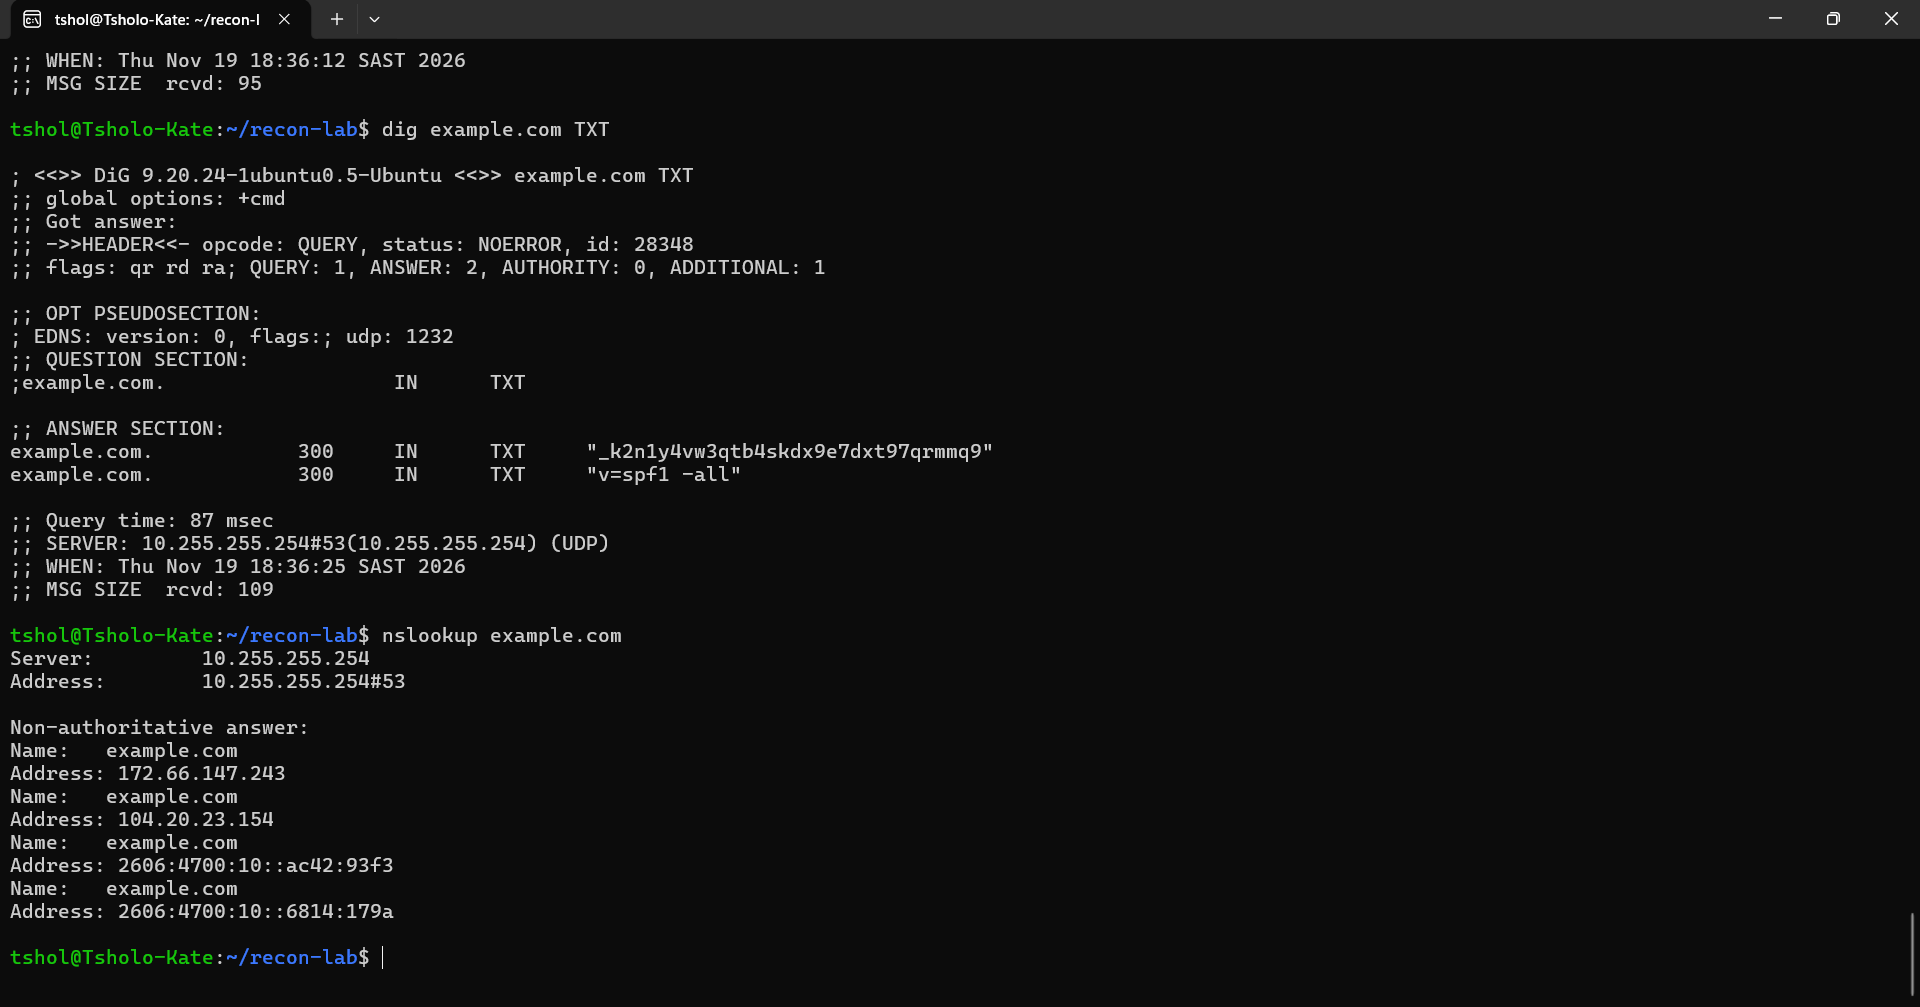 tshol@Tsholo-Kate: ~/recon-l
;; WHEN: Thu Nov 19 18:36:12 SAST 2026
;; MSG SIZE  rcvd: 95
tshol@Tsholo-Kate:~/recon-lab$ dig example.com TXT
; <<>> DiG 9.20.24-1ubuntu0.5-Ubuntu <<>> example.com TXT
;; global options: +cmd
;; Got answer:
;; ->>HEADER<<- opcode: QUERY, status: NOERROR, id: 28348
;; flags: qr rd ra; QUERY: 1, ANSWER: 2, AUTHORITY: 0, ADDITIONAL: 1
;; OPT PSEUDOSECTION:
; EDNS: version: 0, flags:; udp: 1232
;; QUESTION SECTION:
;example.com.                   IN      TXT
;; ANSWER SECTION:
example.com.            300     IN      TXT     "_k2n1y4vw3qtb4skdx9e7dxt97qrmmq9"
example.com.            300     IN      TXT     "v=spf1 -all"
;; Query time: 87 msec
;; SERVER: 10.255.255.254#53(10.255.255.254) (UDP)
;; WHEN: Thu Nov 19 18:36:25 SAST 2026
;; MSG SIZE  rcvd: 109
tshol@Tsholo-Kate:~/recon-lab$ nslookup example.com
Server:         10.255.255.254
Address:        10.255.255.254#53
Non-authoritative answer:
Name:   example.com
Address: 172.66.147.243
Name:   example.com
Address: 104.20.23.154
Name:   example.com
Address: 2606:4700:10::ac42:93f3
Name:   example.com
Address: 2606:4700:10::6814:179a
tshol@Tsholo-Kate:~/recon-lab$